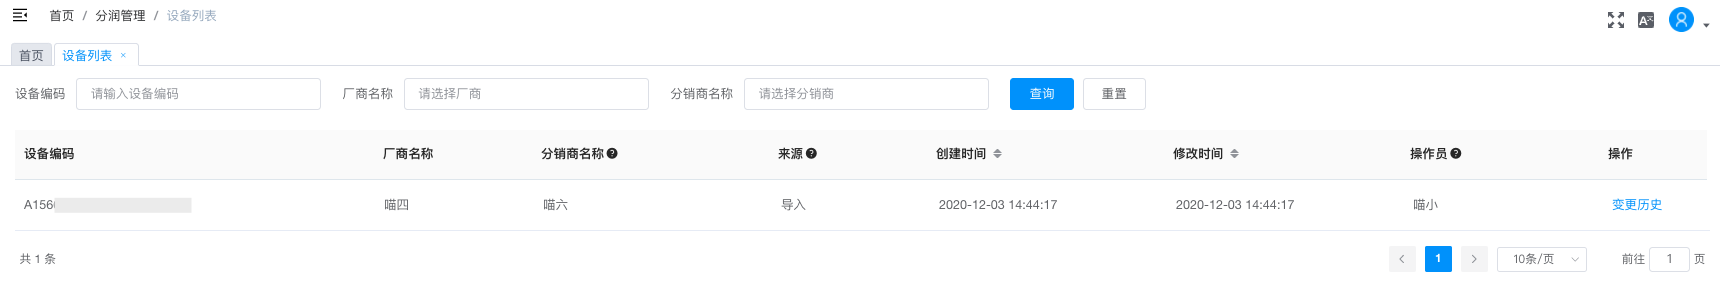 首页 / 分润管理 / 设备列表
首页 设备列表 ×
设备编码 请输入设备编码 厂商名称 请选择厂商 分销商名称 请选择分销商 查询 重置
设备编码 厂商名称 分销商名称 来源 创建时间 修改时间 操作员 操作
A156 喵四 喵六 导入 2020-12-03 14:44:17 2020-12-03 14:44:17 喵小 变更历史
共 1 条 1 10条/页 前往 1 页